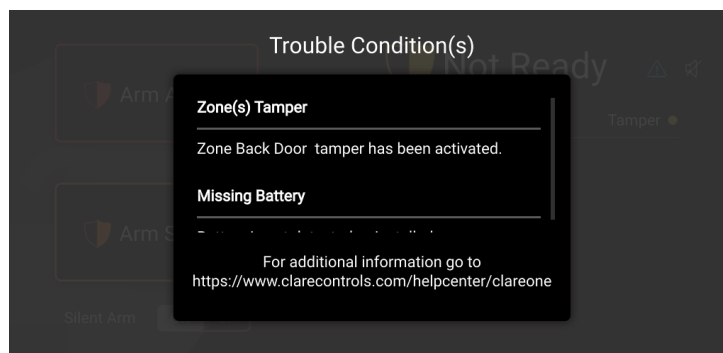 Trouble Condition(s)
Not Ready
Arm A
Zone(s) Tamper
Tamper
Zone Back Door tamper has been activated.
Missing Battery
Arm S
For additional information go to
https://www.clarecontrols.com/helpcenter/clareone
Silent Arm